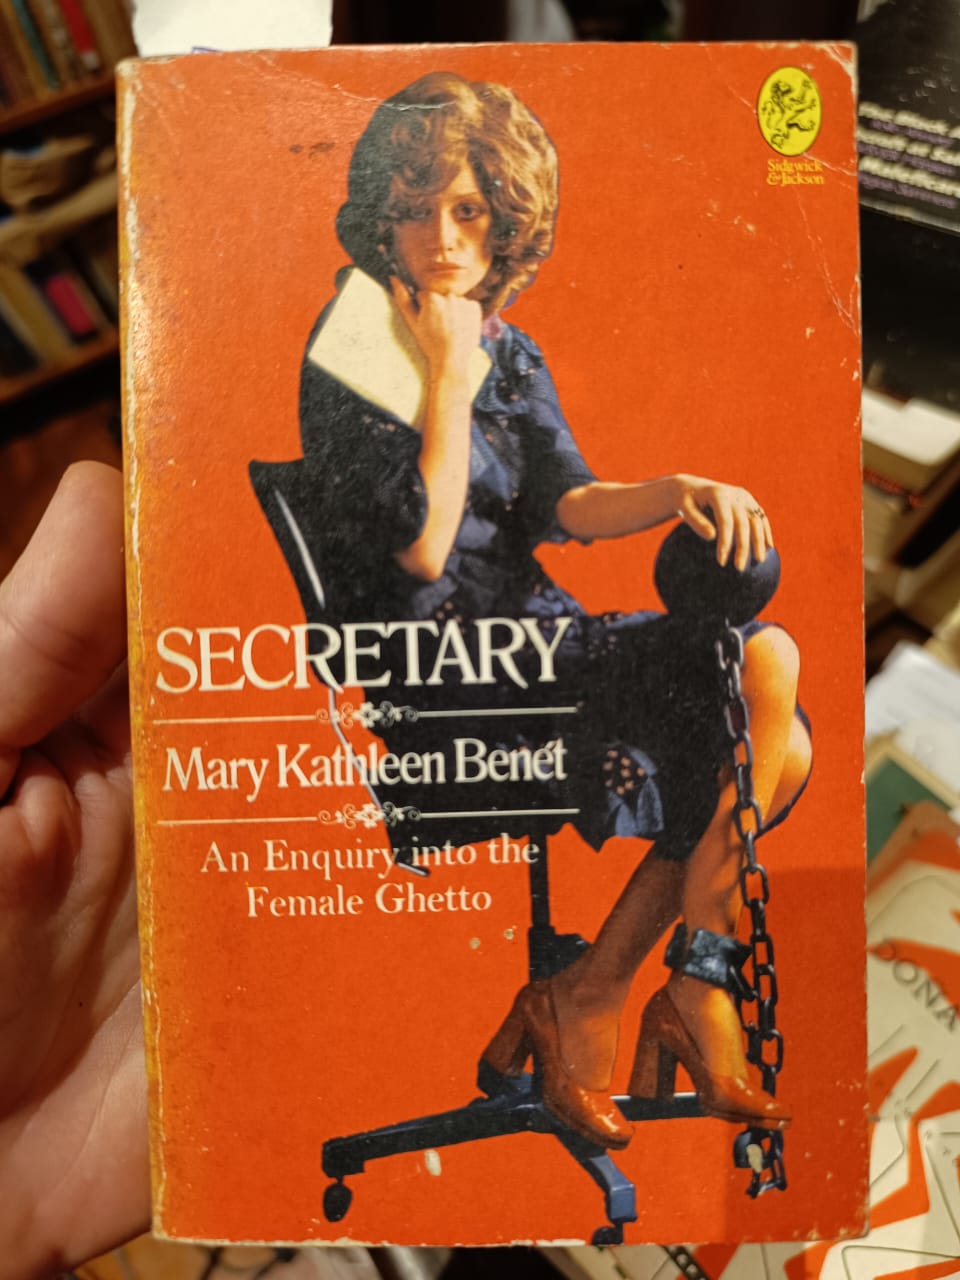 Sidgwick
&Jackson
SECRETARY
Mary Kathleen Benét
An Enquiry into the
Female Ghetto